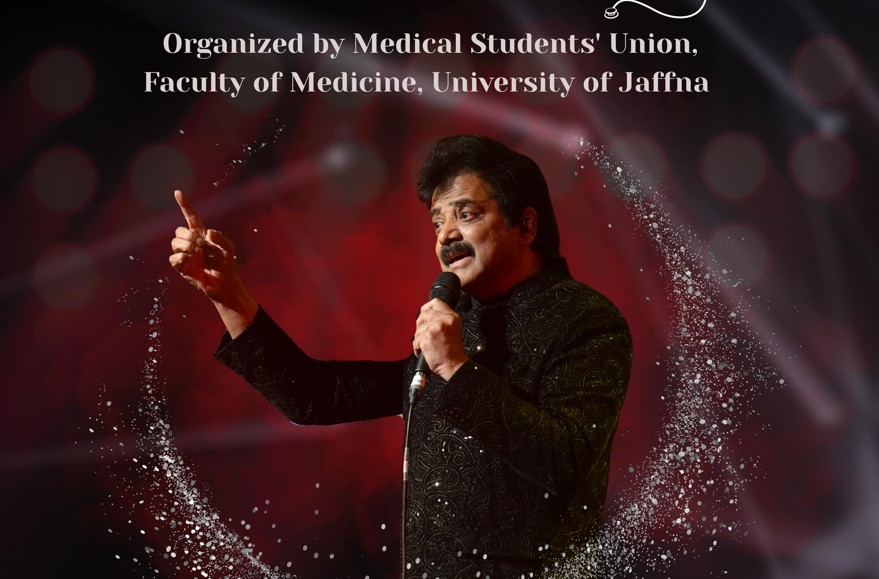 Organized by Medical Students' Union,
Faculty of Medicine, University of Jaffna